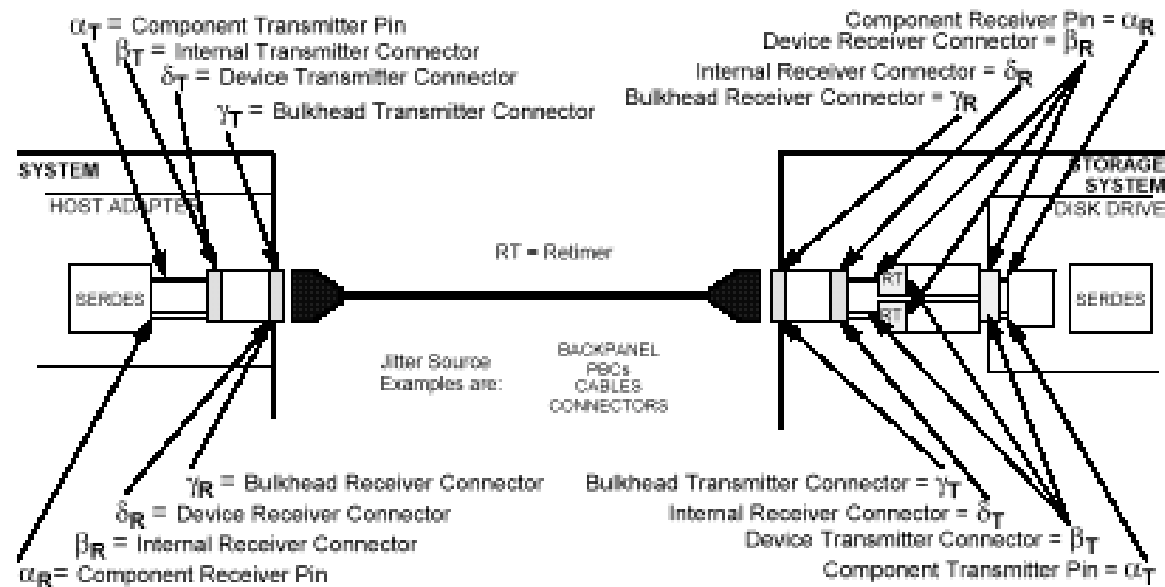 αT = Component Transmitter Pin
βT = Internal Transmitter Connector
δT = Device Transmitter Connector
γT = Bulkhead Transmitter Connector
Component Receiver Pin = αR
Device Receiver Connector = βR
Internal Receiver Connector = δR
Bulkhead Receiver Connector = γR
SYSTEM
HOST ADAPTER
SERDES
RT = Retimer
Jitter Source
Examples are:
BACKPANEL
PBCs
CABLES
CONNECTORS
STORAGE
SYSTEM
DISK DRIVE
RT
RT
SERDES
γR = Bulkhead Receiver Connector
δR = Device Receiver Connector
βR = Internal Receiver Connector
αR = Component Receiver Pin
Bulkhead Transmitter Connector = γT
Internal Receiver Connector = δT
Device Transmitter Connector = βT
Component Transmitter Pin = αT